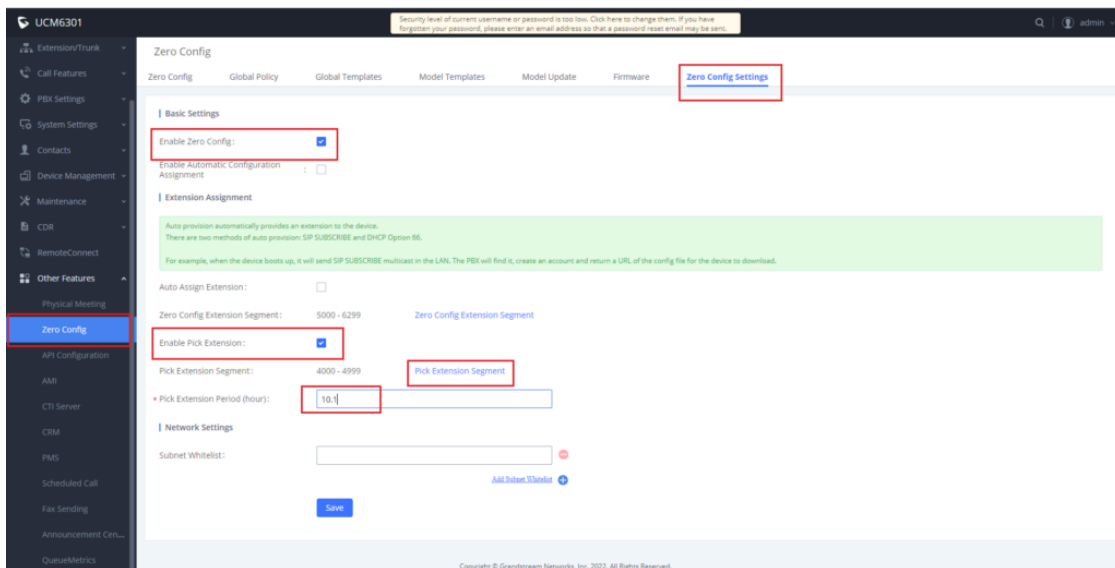 UCM6301
Security level of current username or password is too low. Click here to change them. If you have
forgotten your password, please enter an email address so that a password reset email may be sent.
admin
Extension/Trunk
Call Features
PBX Settings
System Settings
Contacts
Device Management
Maintenance
CDR
RemoteConnect
Other Features
Physical Meeting
Zero Config
API Configuration
AMI
CTI Server
CRM
PMS
Scheduled Call
Fax Sending
Announcement Cen...
QueueMetrics
Zero Config
Zero Config Global Policy Global Templates Model Templates Model Update Firmware Zero Config Settings
Basic Settings
Enable Zero Config:
Enable Automatic Configuration
Assignment :
Extension Assignment
Auto provision automatically provides an extension to the device.
There are two methods of auto provision: SIP SUBSCRIBE and DHCP Option 66.
For example, when the device boots up, it will send SIP SUBSCRIBE multicast in the LAN. The PBX will find it, create an account and return a URL of the config file for the device to download.
Auto Assign Extension:
Zero Config Extension Segment: 5000 - 6299 Zero Config Extension Segment
Enable Pick Extension:
Pick Extension Segment: 4000 - 4999 Pick Extension Segment
* Pick Extension Period (hour): 10.1
Network Settings
Subnet Whitelist:
Add Subnet Whitelist
Save
Copyright © Grandstream Networks, Inc. 2022. All Rights Reserved.